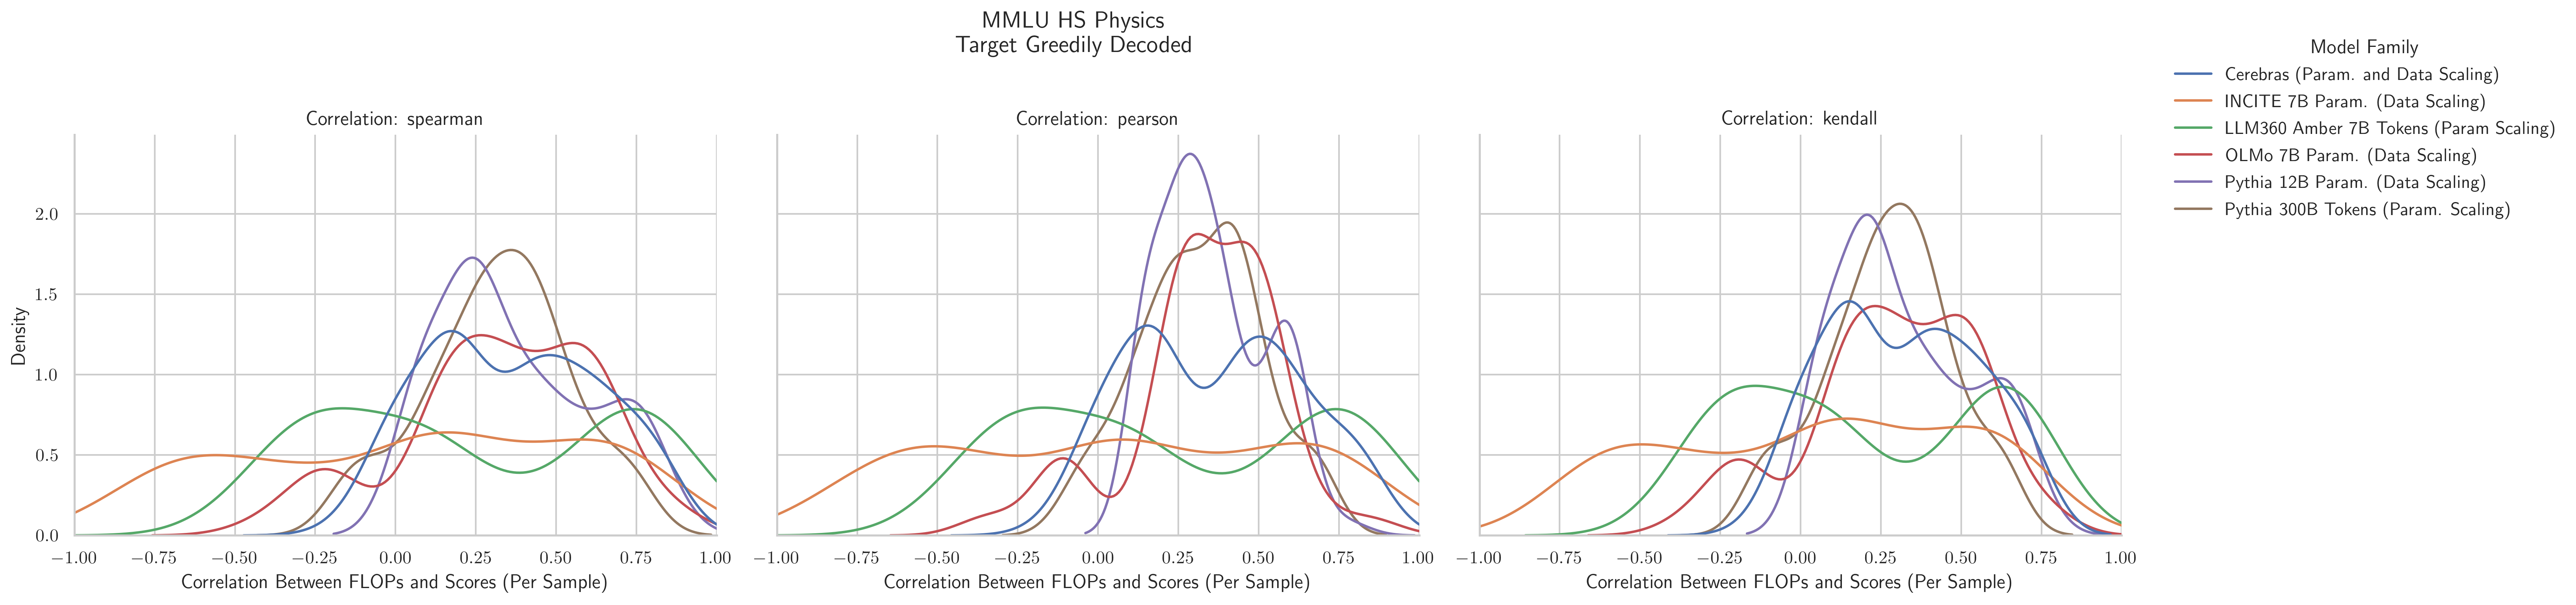 MMLU HS Physics
Target Greedily Decoded
Model Family
Cerebras (Param. and Data Scaling)
INCITE 7B Param. (Data Scaling)
LLM360 Amber 7B Tokens (Param Scaling)
OLMo 7B Param. (Data Scaling)
Pythia 12B Param. (Data Scaling)
Pythia 300B Tokens (Param. Scaling)
Correlation: spearman
Density
2.0
1.5
1.0
0.5
0.0
−1.00 −0.75 −0.50 −0.25 0.00 0.25 0.50 0.75 1.00
Correlation Between FLOPs and Scores (Per Sample)
Correlation: pearson
−1.00 −0.75 −0.50 −0.25 0.00 0.25 0.50 0.75 1.00
Correlation Between FLOPs and Scores (Per Sample)
Correlation: kendall
−1.00 −0.75 −0.50 −0.25 0.00 0.25 0.50 0.75 1.00
Correlation Between FLOPs and Scores (Per Sample)